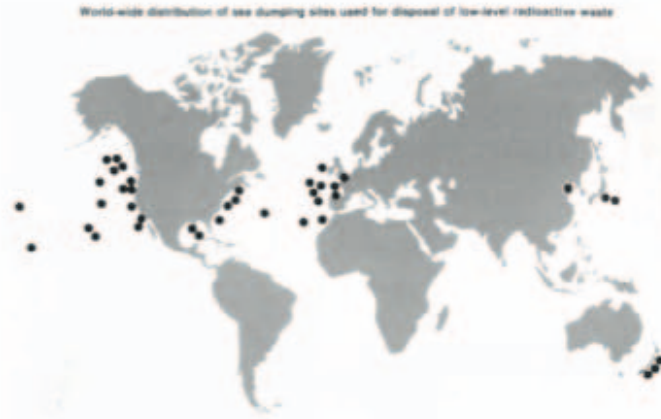 World-wide distribution of sea dumping sites used for disposal of low-level radioactive waste